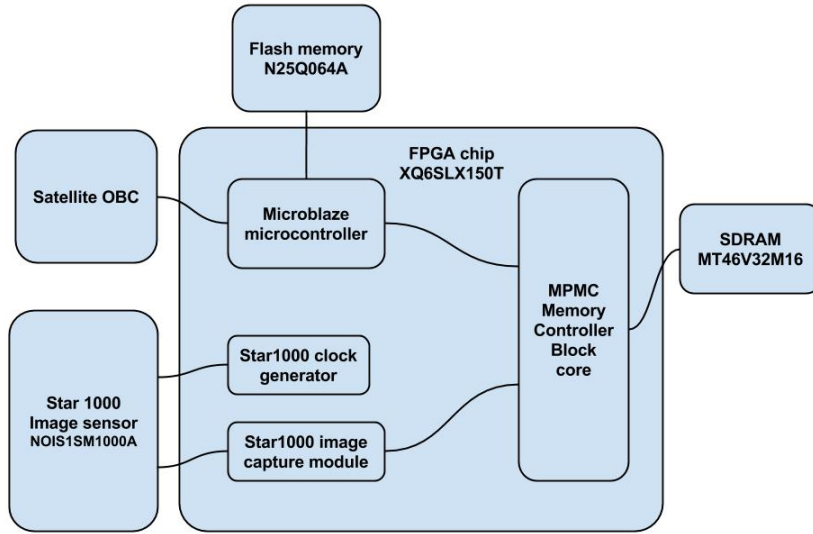 Flash memory
N25Q064A
FPGA chip
XQ6SLX150T
Satellite OBC
Microblaze
microcontroller
SDRAM
MT46V32M16
MPMC
Memory
Controller
Block
core
Star1000 clock
generator
Star 1000
Image sensor
NOIS1SM1000A
Star1000 image
capture module